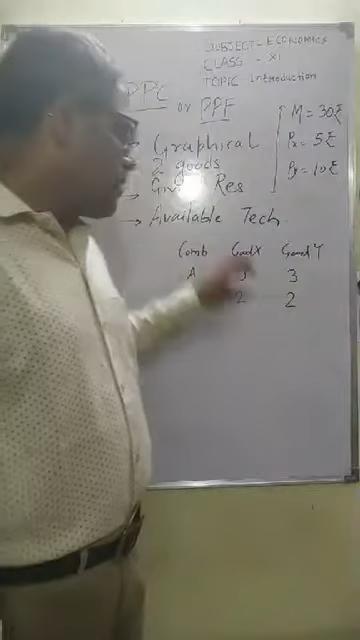 SUBJECT - ECONOMICS
CLASS - XI
TOPIC - Introduction
PPC or PPF
Graphical
2 goods
Res
→ Available Tech.
M = 30₹
Px = 5₹
Py = 10₹
Comb Good X Good Y
A 3
2 2